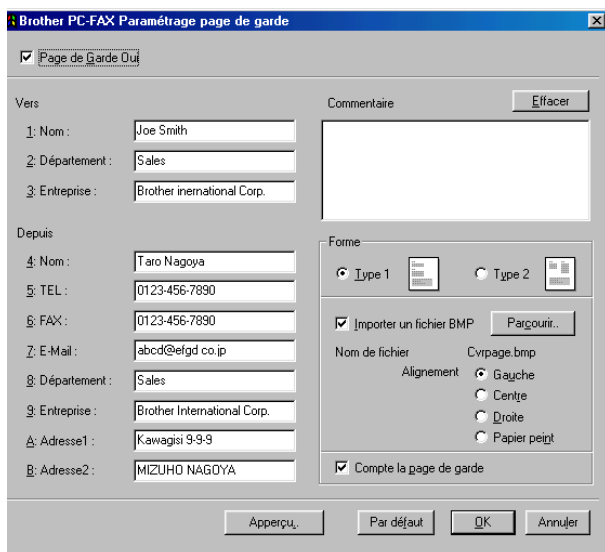 Brother PC-FAX Paramétrage page de garde
Page de Garde Oui
Vers
1: Nom : Joe Smith
2: Département : Sales
3: Entreprise : Brother inernational Corp.
Depuis
4: Nom : Taro Nagoya
5: TEL : 0123-456-7890
6: FAX : 0123-456-7890
7: E-Mail : abcd@efgd co.jp
8: Département : Sales
9: Entreprise : Brother International Corp.
A: Adresse1 : Kawagisi 9-9-9
B: Adresse2 : MIZUHO NAGOYA
Commentaire Effacer
Forme
Type 1 Type 2
Importer un fichier BMP Parcourir..
Nom de fichier Cvrpage.bmp
Alignement Gauche
Centre
Droite
Papier peint
Compte la page de garde
Apperçu.. Par défaut OK Annuler